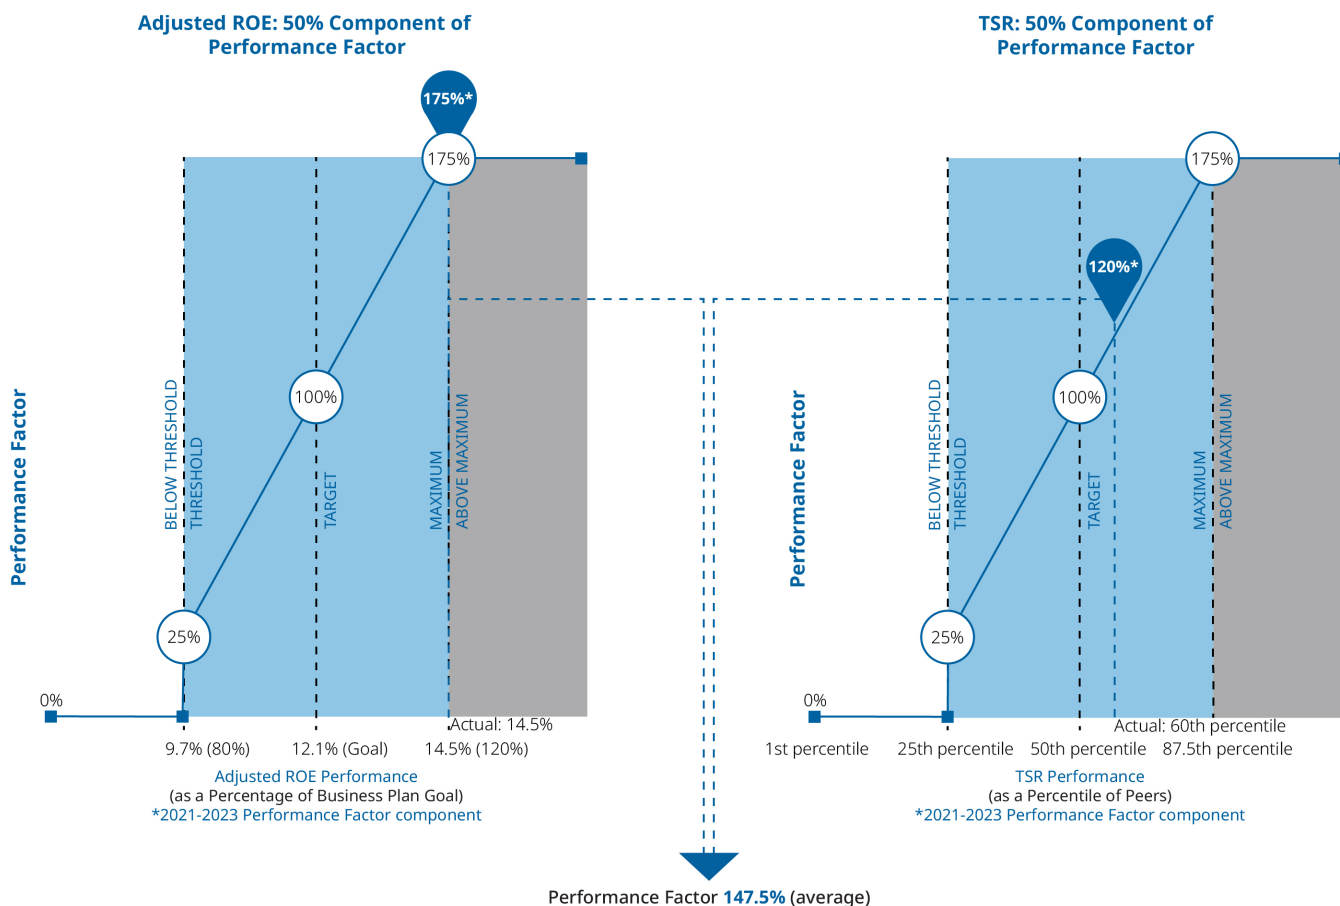 Adjusted ROE: 50% Component of
Performance Factor
175%*
175%
100%
25%
0%
Performance Factor
BELOW THRESHOLD
THRESHOLD
TARGET
MAXIMUM
ABOVE MAXIMUM
Actual: 14.5%
9.7% (80%)
12.1% (Goal)
14.5% (120%)
Adjusted ROE Performance
(as a Percentage of Business Plan Goal)
*2021-2023 Performance Factor component
TSR: 50% Component of
Performance Factor
175%
120%*
100%
25%
0%
Performance Factor
BELOW THRESHOLD
THRESHOLD
TARGET
MAXIMUM
ABOVE MAXIMUM
Actual: 60th percentile
1st percentile
25th percentile
50th percentile
87.5th percentile
TSR Performance
(as a Percentile of Peers)
*2021-2023 Performance Factor component
Performance Factor 147.5% (average)